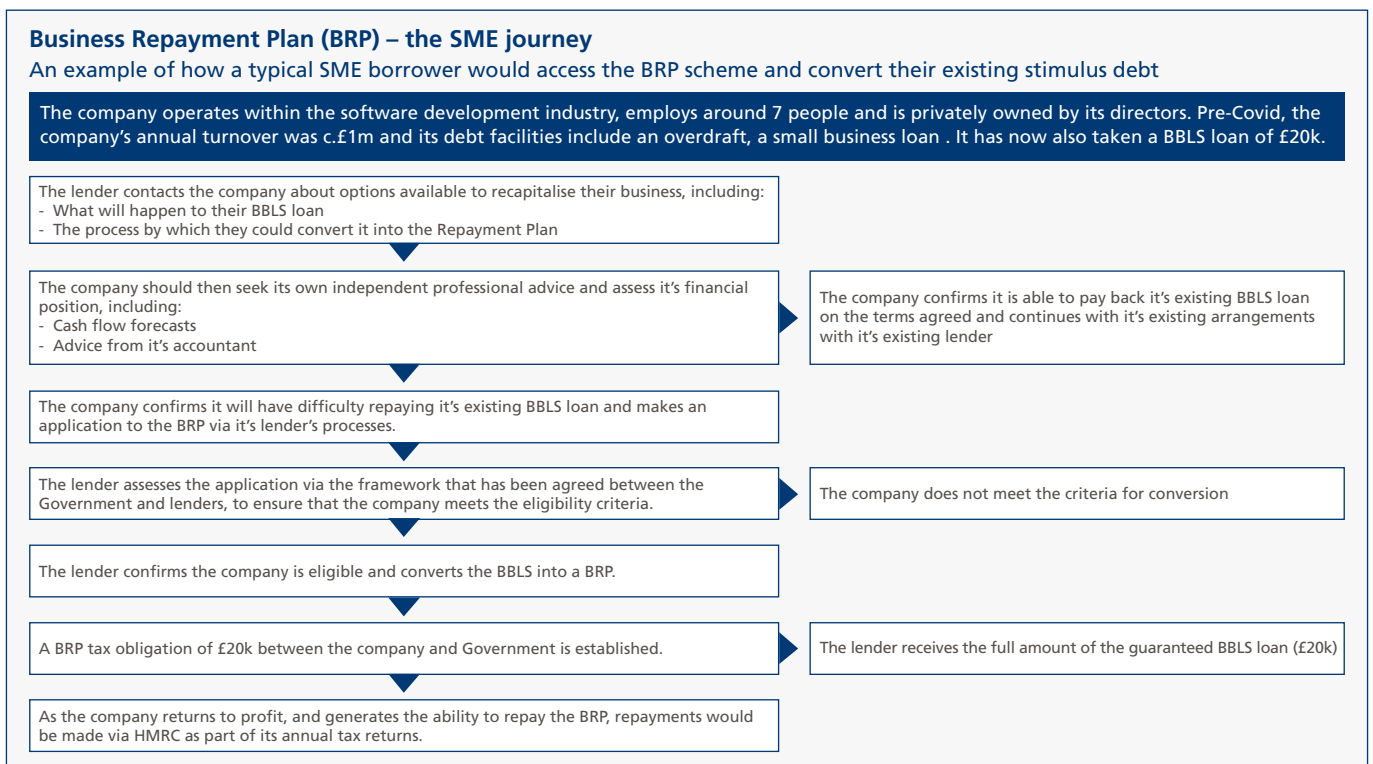 Business Repayment Plan (BRP) – the SME journey
An example of how a typical SME borrower would access the BRP scheme and convert their existing stimulus debt
The company operates within the software development industry, employs around 7 people and is privately owned by its directors. Pre-Covid, the
company's annual turnover was c.£1m and its debt facilities include an overdraft, a small business loan . It has now also taken a BBLS loan of £20k.
The lender contacts the company about options available to recapitalise their business, including:
- What will happen to their BBLS loan
- The process by which they could convert it into the Repayment Plan
The company should then seek its own independent professional advice and assess it's financial
position, including:
- Cash flow forecasts
- Advice from it's accountant
The company confirms it is able to pay back it's existing BBLS loan
on the terms agreed and continues with it's existing arrangements
with it's existing lender
The company confirms it will have difficulty repaying it's existing BBLS loan and makes an
application to the BRP via it's lender's processes.
The lender assesses the application via the framework that has been agreed between the
Government and lenders, to ensure that the company meets the eligibility criteria.
The company does not meet the criteria for conversion
The lender confirms the company is eligible and converts the BBLS into a BRP.
A BRP tax obligation of £20k between the company and Government is established.
The lender receives the full amount of the guaranteed BBLS loan (£20k)
As the company returns to profit, and generates the ability to repay the BRP, repayments would
be made via HMRC as part of its annual tax returns.